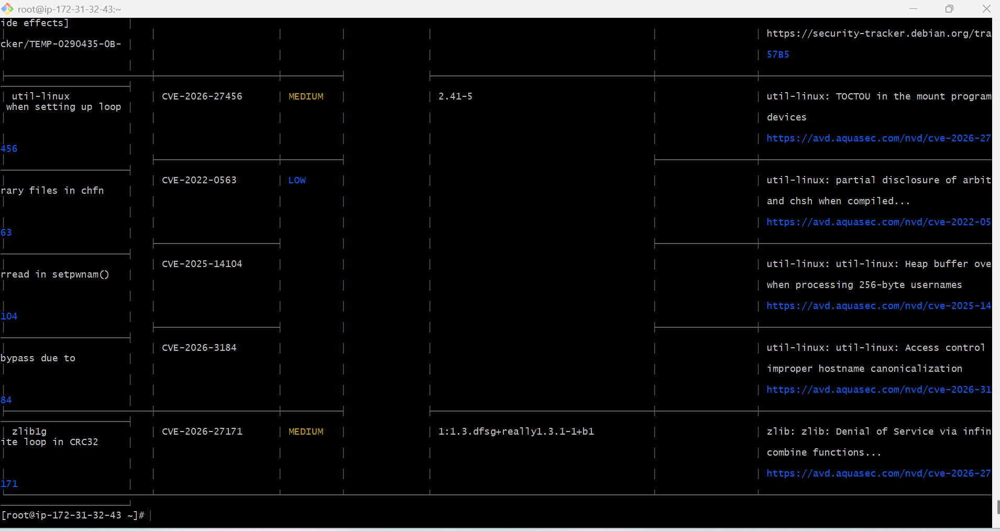 root@ip-172-31-32-43:~
ide effects]
https://security-tracker.debian.org/tra
cker/TEMP-0290435-0B-
57B5
util-linux CVE-2026-27456 MEDIUM 2.41-5 util-linux: TOCTOU in the mount program
when setting up loop
devices
https://avd.aquasec.com/nvd/cve-2026-27
456
CVE-2022-0563 LOW util-linux: partial disclosure of arbit
rary files in chfn
and chsh when compiled...
https://avd.aquasec.com/nvd/cve-2022-05
63
CVE-2025-14104 util-linux: util-linux: Heap buffer ove
rread in setpwnam()
when processing 256-byte usernames
https://avd.aquasec.com/nvd/cve-2025-14
104
CVE-2026-3184 util-linux: util-linux: Access control
bypass due to
improper hostname canonicalization
https://avd.aquasec.com/nvd/cve-2026-31
84
zlib1g CVE-2026-27171 MEDIUM 1:1.3.dfsg+really1.3.1-1+b1 zlib: zlib: Denial of Service via infin
ite loop in CRC32
combine functions...
https://avd.aquasec.com/nvd/cve-2026-27
171
[root@ip-172-31-32-43 ~]#